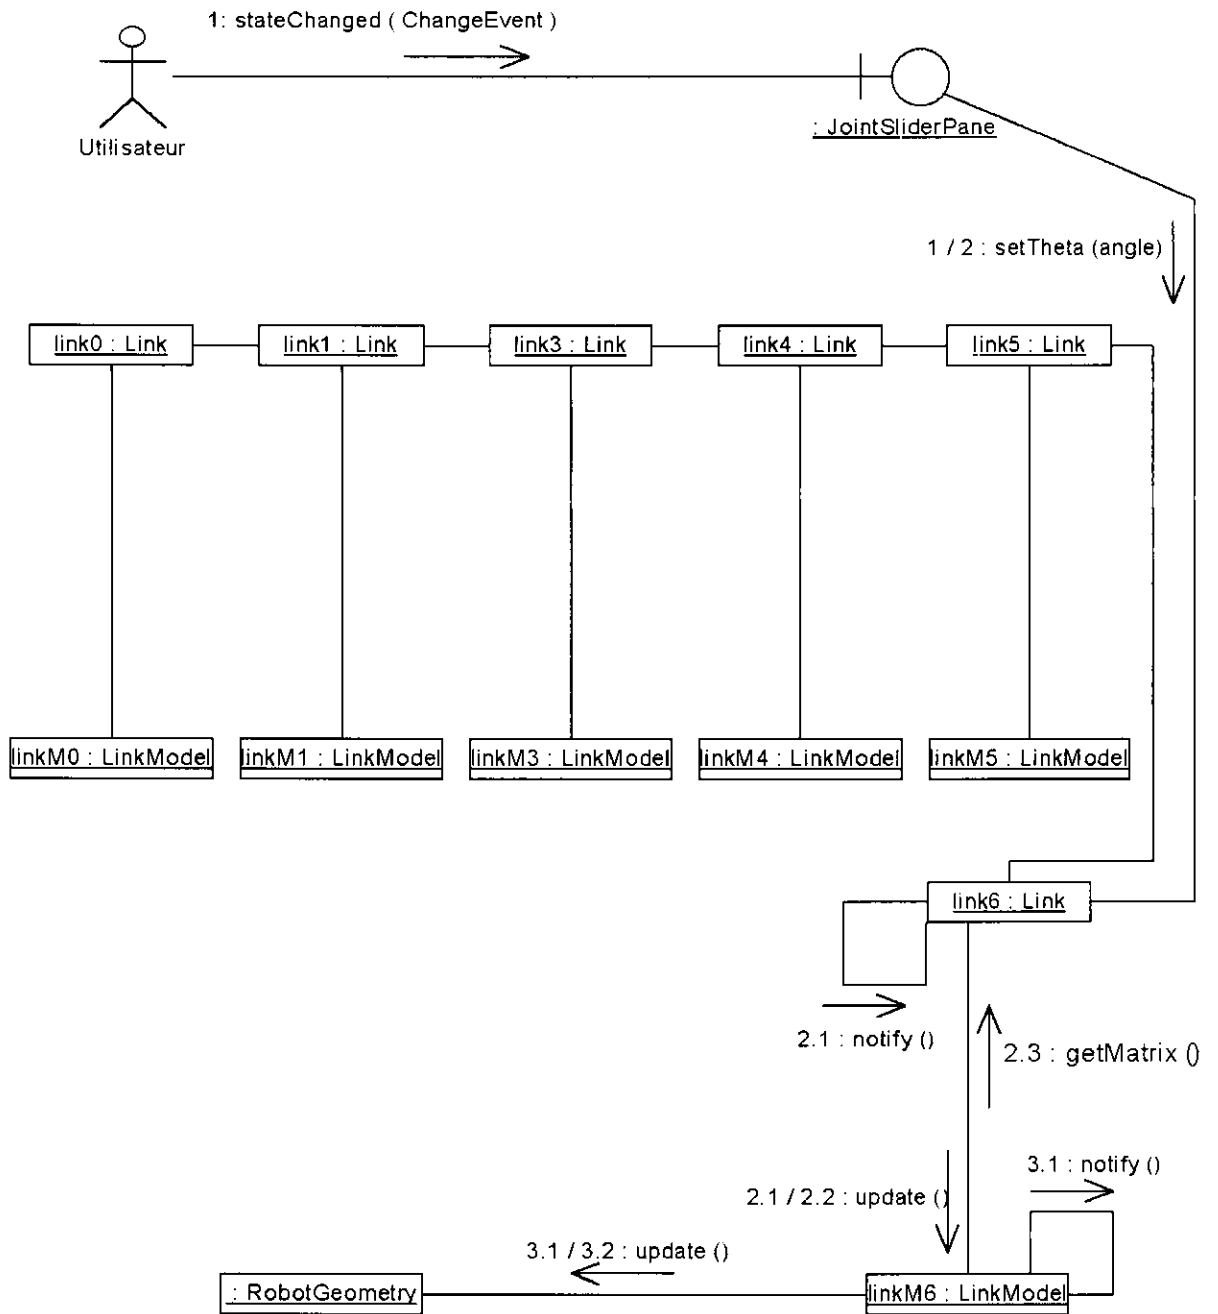 1: stateChanged ( ChangeEvent )
Utilisateur
: JointSliderPane
1 / 2 : setTheta (angle)
link0 : Link
link1 : Link
link3 : Link
link4 : Link
link5 : Link
linkM0 : LinkModel
linkM1 : LinkModel
linkM3 : LinkModel
linkM4 : LinkModel
linkM5 : LinkModel
link6 : Link
2.1 : notify ()
2.3 : getMatrix ()
3.1 : notify ()
2.1 / 2.2 : update ()
3.1 / 3.2 : update ()
: RobotGeometry
linkM6 : LinkModel